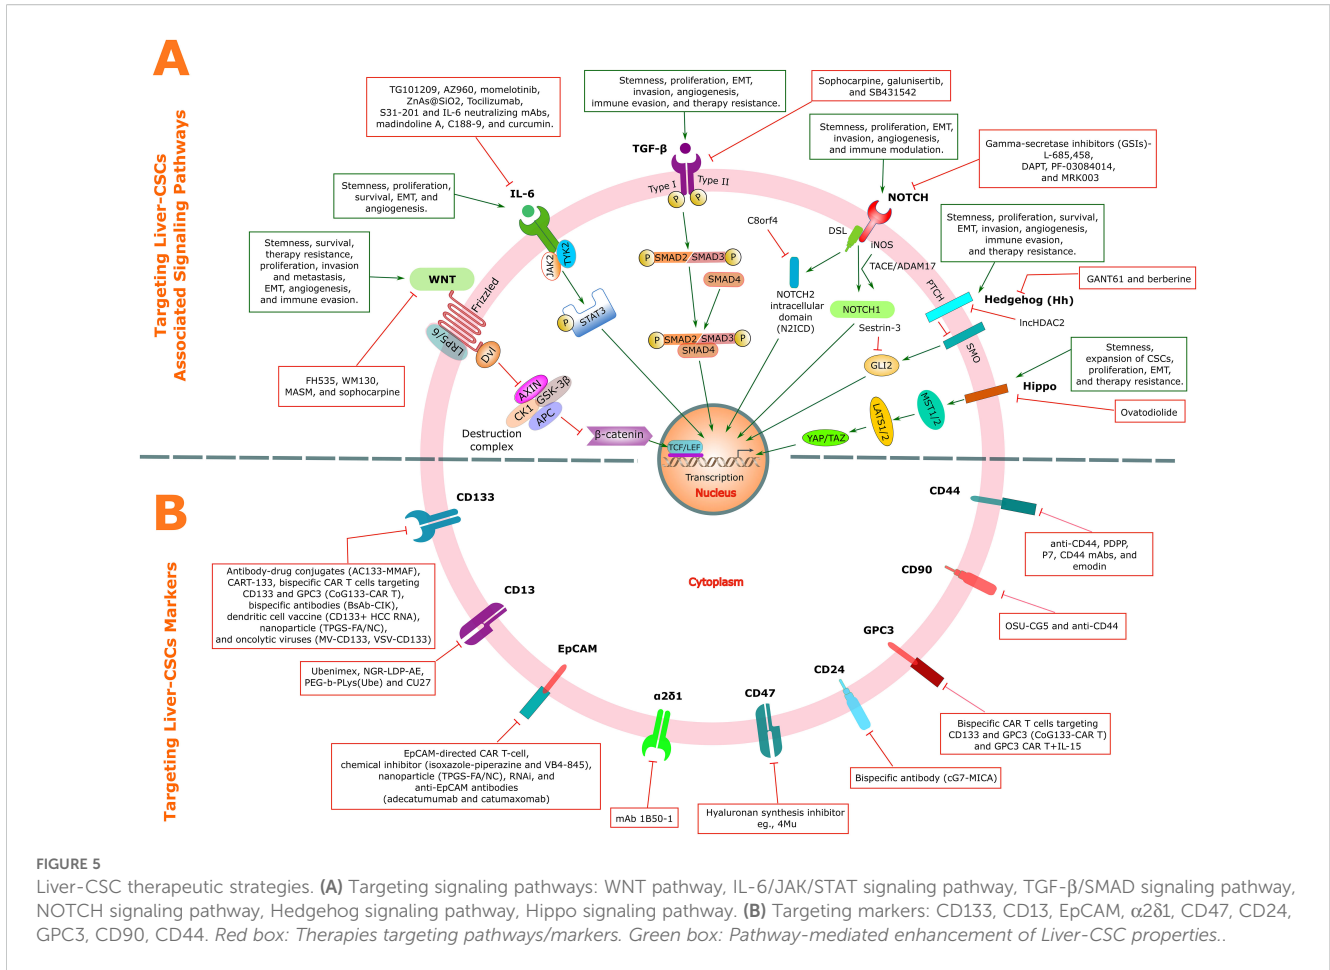 A
Targeting Liver-CSCs
Associated Signaling Pathways
TG101209, AZ960, momelotinib,
ZnAs@SiO2, Tocilizumab,
S31-201 and IL-6 neutralizing mAbs,
madindoline A, C188-9, and curcumin.
Stemness, proliferation, EMT,
invasion, angiogenesis,
immune evasion, and therapy resistance.
Sophocarpine, galunisertib,
and SB431542
Stemness, proliferation, EMT,
invasion, angiogenesis,
and immune modulation.
Gamma-secretase inhibitors (GSIs)-
L-685,458,
DAPT, PF-03084014,
and MRK003
Stemness, proliferation,
survival, EMT, and
angiogenesis.
IL-6
JAK2
TYK2
TGF-β
Type I
Type II
P
P
NOTCH
DSL
iNOS
TACE/ADAM17
C8orf4
Stemness, proliferation, survival,
EMT, invasion, angiogenesis,
immune evasion,
and therapy resistance.
GANT61 and berberine
Stemness, survival,
therapy resistance,
proliferation, invasion
and metastasis,
EMT, angiogenesis,
and immune evasion.
WNT
Frizzled
LRP5/6
Dvl
P
STAT3
P
SMAD2
SMAD3
P
SMAD4
P
SMAD2
SMAD3
P
SMAD4
NOTCH2
intracellular
domain
(N2ICD)
NOTCH1
Sestrin-3
GLI2
PTCH
Hedgehog (Hh)
lncHDAC2
SMO
Stemness,
expansion of CSCs,
proliferation, EMT,
and therapy resistance.
Hippo
Ovatodiolide
MST1/2
LATS1/2
YAP/TAZ
FH535, WM130,
MASM, and sophocarpine
AXIN
GSK-3β
CK1
APC
Destruction
complex
β-catenin
TCF/LEF
Transcription
Nucleus
B
Targeting Liver-CSCs Markers
CD133
Antibody-drug conjugates (AC133-MMAF),
CART-133, bispecific CAR T cells targeting
CD133 and GPC3 (CoG133-CAR T),
bispecific antibodies (BsAb-CIK),
dendritic cell vaccine (CD133+ HCC RNA),
nanoparticle (TPGS-FA/NC),
and oncolytic viruses (MV-CD133, VSV-CD133)
CD13
Ubenimex, NGR-LDP-AE,
PEG-b-PLys(Ube) and CU27
EpCAM
EpCAM-directed CAR T-cell,
chemical inhibitor (isoxazole-piperazine and VB4-845),
nanoparticle (TPGS-FA/NC), RNAi, and
anti-EpCAM antibodies
(adecatumumab and catumaxomab)
α2δ1
mAb 1B50-1
CD47
Hyaluronan synthesis inhibitor
eg., 4Mu
CD24
Bispecific antibody (cG7-MICA)
GPC3
Bispecific CAR T cells targeting
CD133 and GPC3 (CoG133-CAR T)
and GPC3 CAR T+IL-15
CD90
OSU-CG5 and anti-CD44
CD44
anti-CD44, PDPP,
P7, CD44 mAbs, and
emodin
Cytoplasm
FIGURE 5
Liver-CSC therapeutic strategies. (A) Targeting signaling pathways: WNT pathway, IL-6/JAK/STAT signaling pathway, TGF-β/SMAD signaling pathway,
NOTCH signaling pathway, Hedgehog signaling pathway, Hippo signaling pathway. (B) Targeting markers: CD133, CD13, EpCAM, α2δ1, CD47, CD24,
GPC3, CD90, CD44. Red box: Therapies targeting pathways/markers. Green box: Pathway-mediated enhancement of Liver-CSC properties..